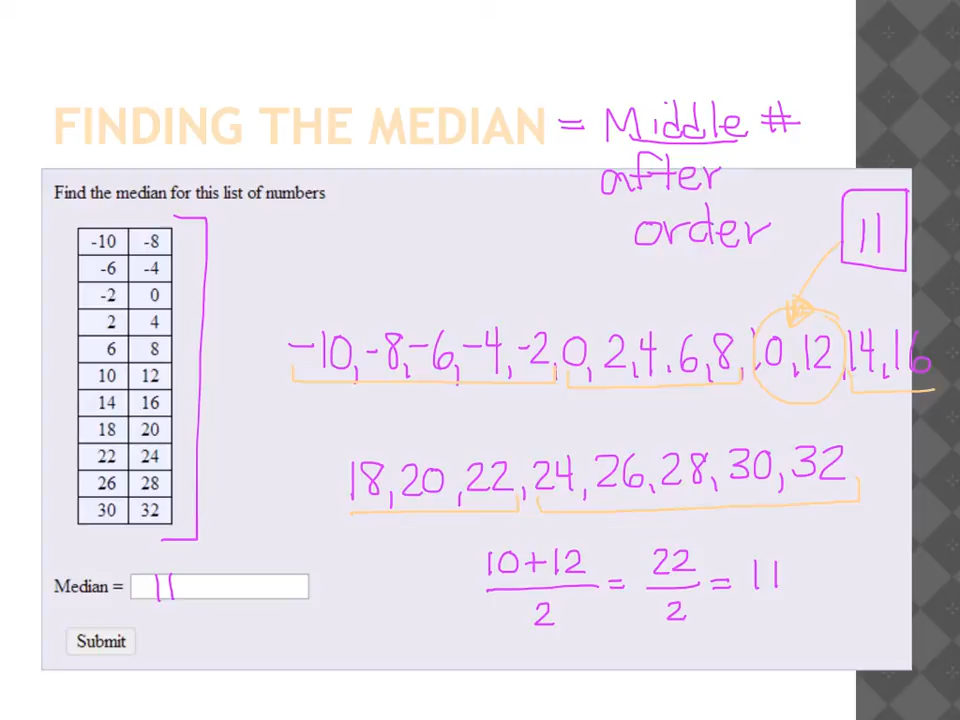 FINDING THE MEDIAN = Middle #
after
order
Find the median for this list of numbers
11
-10 -8
-6 -4
-2 0
2 4
6 8
10 12
14 16
18 20
22 24
26 28
30 32
-10, -8, -6, -4, -2, 0, 2, 4, 6, 8, 10, 12, 14, 16
18, 20, 22, 24, 26, 28, 30, 32
10+12/2 = 22/2 = 11
Median = 11
Submit